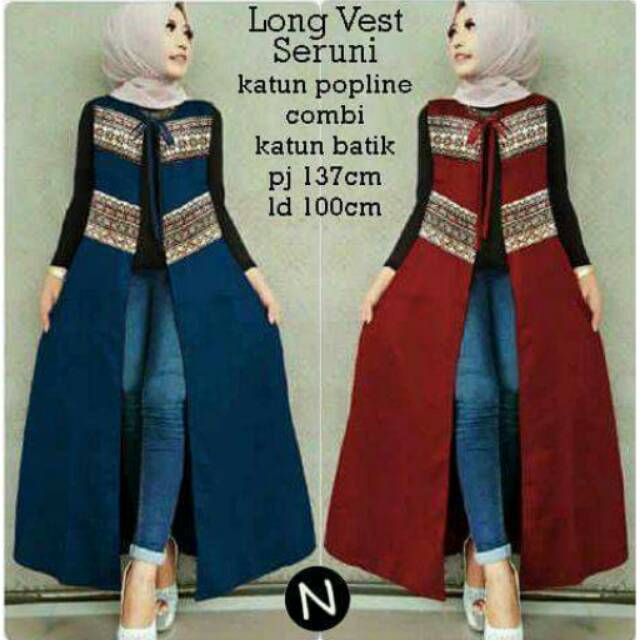 Long Vest
Seruni
katun popline
combi
katun batik
pj 137cm
ld 100cm
N